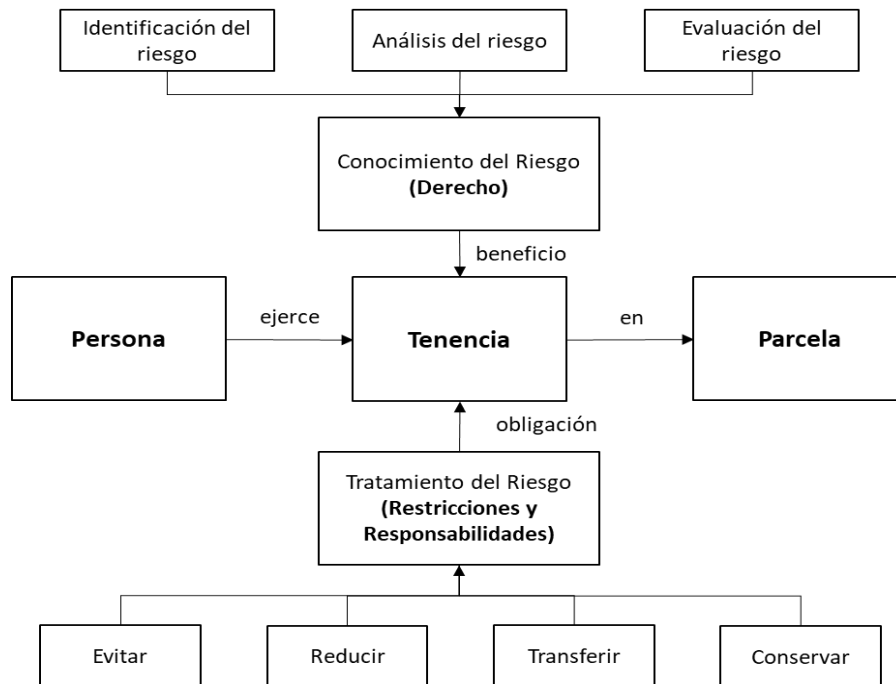 Identificación del
riesgo
Análisis del riesgo
Evaluación del
riesgo
Conocimiento del Riesgo
(Derecho)
beneficio
Persona
ejerce
Tenencia
en
Parcela
obligación
Tratamiento del Riesgo
(Restricciones y
Responsabilidades)
Evitar
Reducir
Transferir
Conservar